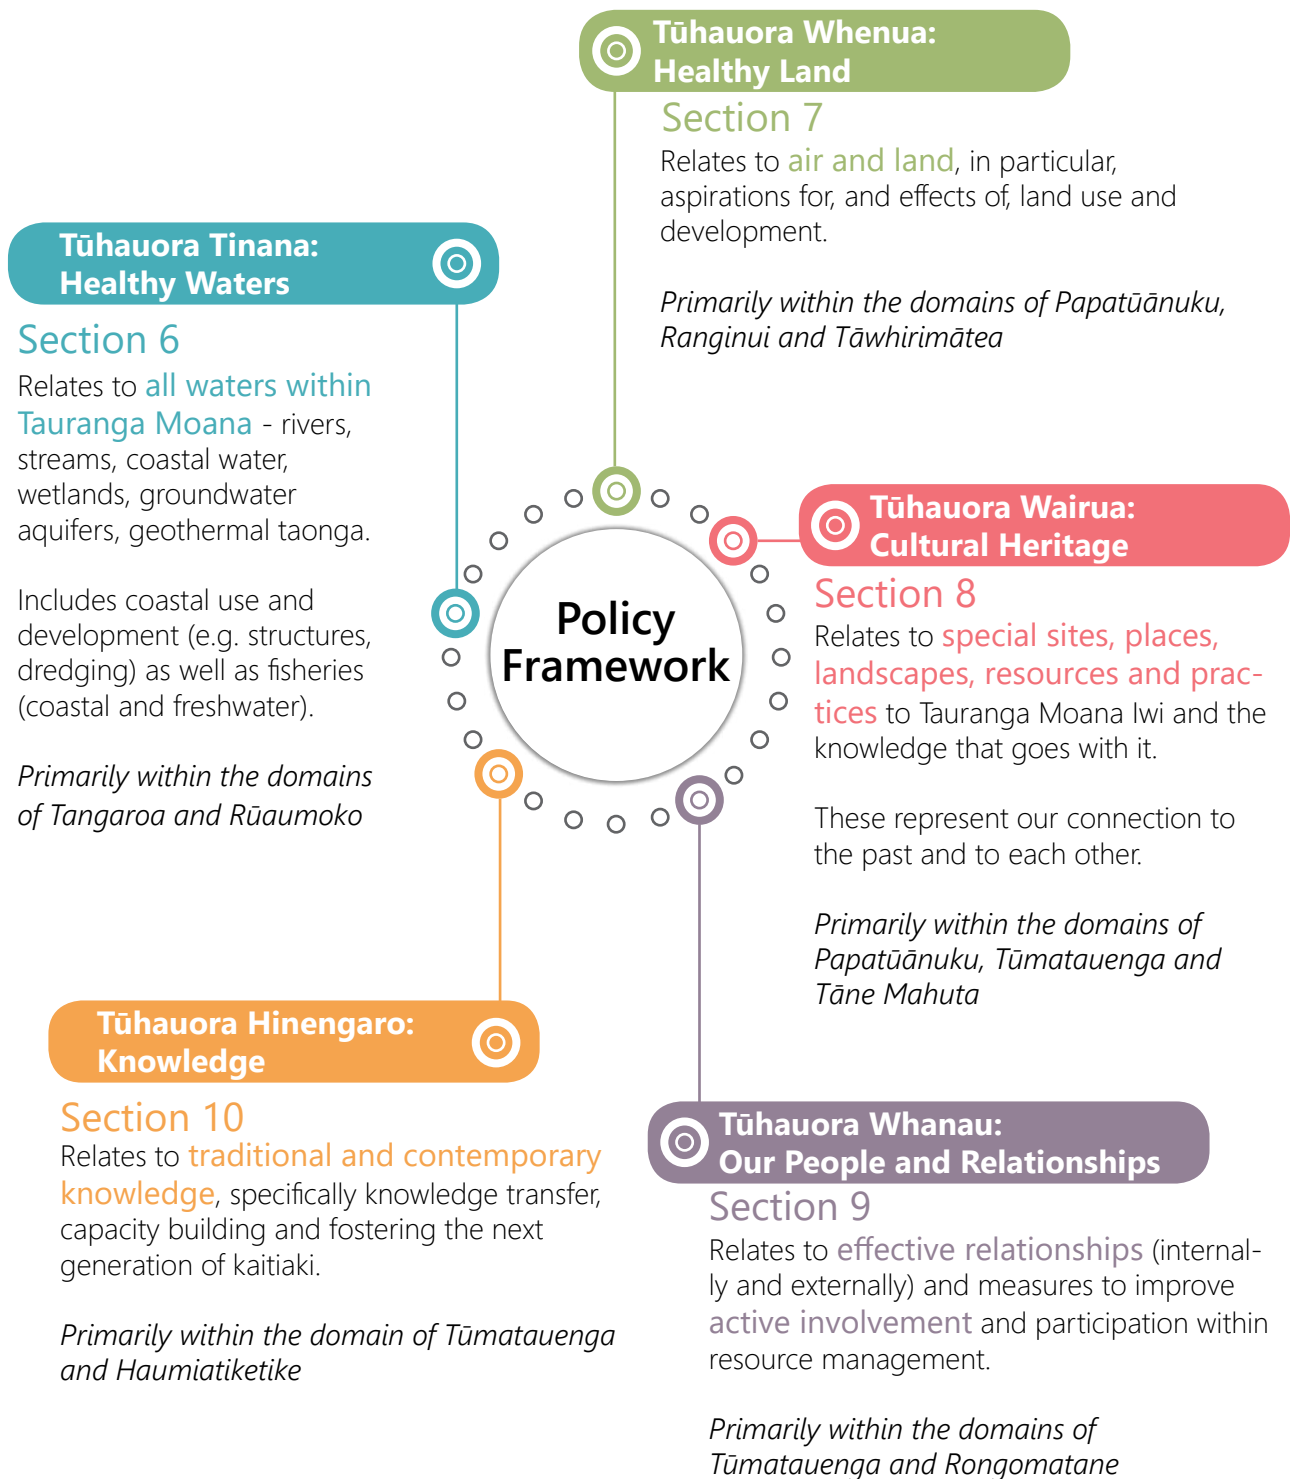 Tūhauora Whenua:
Healthy Land
Section 7
Relates to air and land, in particular,
aspirations for, and effects of, land use and
development.
Primarily within the domains of Papatūānuku,
Ranginui and Tāwhirimātea
Tūhauora Tinana:
Healthy Waters
Section 6
Relates to all waters within
Tauranga Moana - rivers,
streams, coastal water,
wetlands, groundwater
aquifers, geothermal taonga.
Includes coastal use and
development (e.g. structures,
dredging) as well as fisheries
(coastal and freshwater).
Primarily within the domains
of Tangaroa and Rūaumoko
Policy
Framework
Tūhauora Wairua:
Cultural Heritage
Section 8
Relates to special sites, places,
landscapes, resources and prac-
tices to Tauranga Moana Iwi and the
knowledge that goes with it.
These represent our connection to
the past and to each other.
Primarily within the domains of
Papatūānuku, Tūmatauenga and
Tāne Mahuta
Tūhauora Hinengaro:
Knowledge
Section 10
Relates to traditional and contemporary
knowledge, specifically knowledge transfer,
capacity building and fostering the next
generation of kaitiaki.
Primarily within the domain of Tūmatauenga
and Haumiatiketike
Tūhauora Whanau:
Our People and Relationships
Section 9
Relates to effective relationships (internal-
ly and externally) and measures to improve
active involvement and participation within
resource management.
Primarily within the domains of
Tūmatauenga and Rongomatane